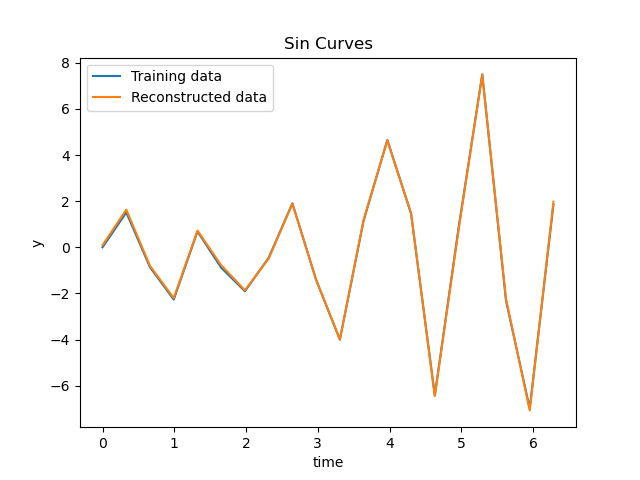 Sin Curves
Training data
Reconstructed data
8
6
4
2
0
−2
−4
−6
y
0 1 2 3 4 5 6
time